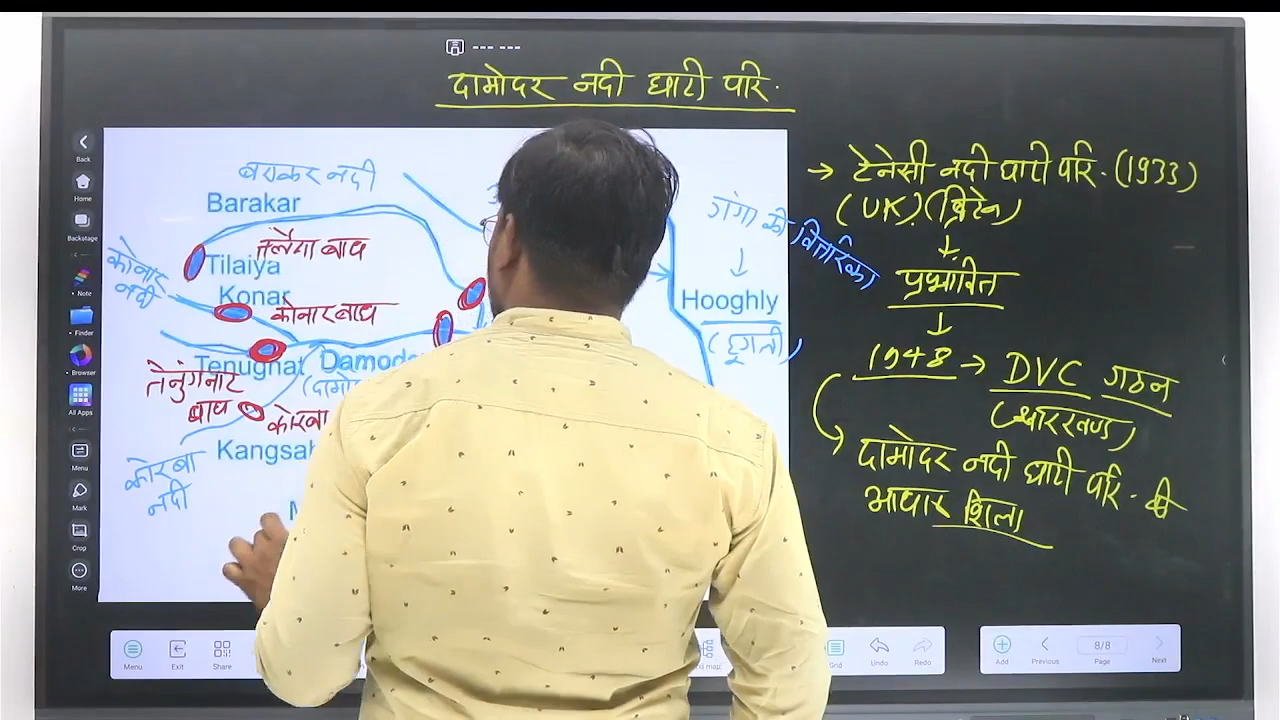 दामोदर नदी घाटी परि.
बराकर नदी
Barakar
तलैया बाध
Tilaiya
कोनार
नदी
Konar
कोनार बाध
Tenughat
Damoda
(दामो
तेनुगनाट
बाध
कोरबा
Kangsab
कोरबा
नदी
गंगा की वितरिका
↓
Hooghly
(हुगली)
→ टेनेसी नदी घाटी परि. (1933)
(UK) (ब्रिटेन)
↓
प्रभावित
↓
1948 → DVC गठन
(झारखण्ड)
दामोदर नदी घाटी परि. की
आधार शिला
Back
Home
Backstage
Note
Finder
Browser
All Apps
Menu
Mark
Crop
More
Menu
Exit
Share
Grid
Undo
Redo
Add
Previous
8/8
Page
Next